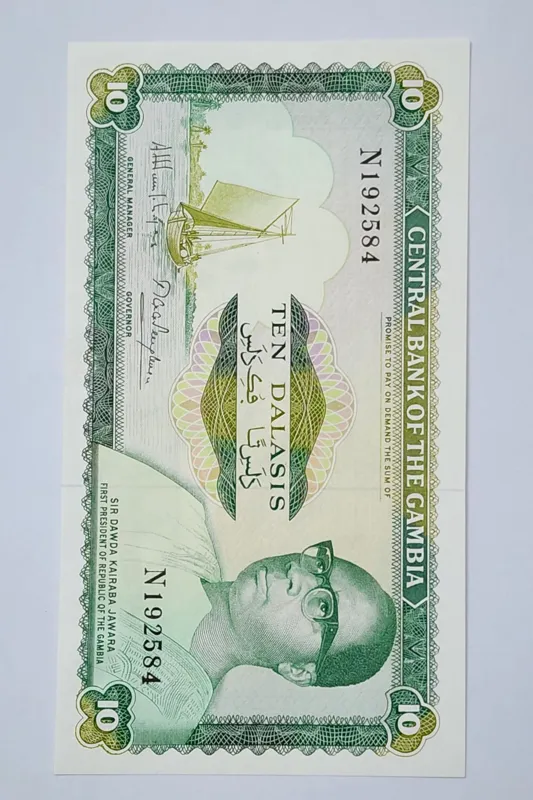 10
10
CENTRAL BANK OF THE GAMBIA
PROMISE TO PAY ON DEMAND THE SUM OF
N192584
TEN DALASIS
GENERAL MANAGER
GOVERNOR
N192584
SIR DAWDA KAIRABA JAWARA
FIRST PRESIDENT OF REPUBLIC OF THE GAMBIA
10
10